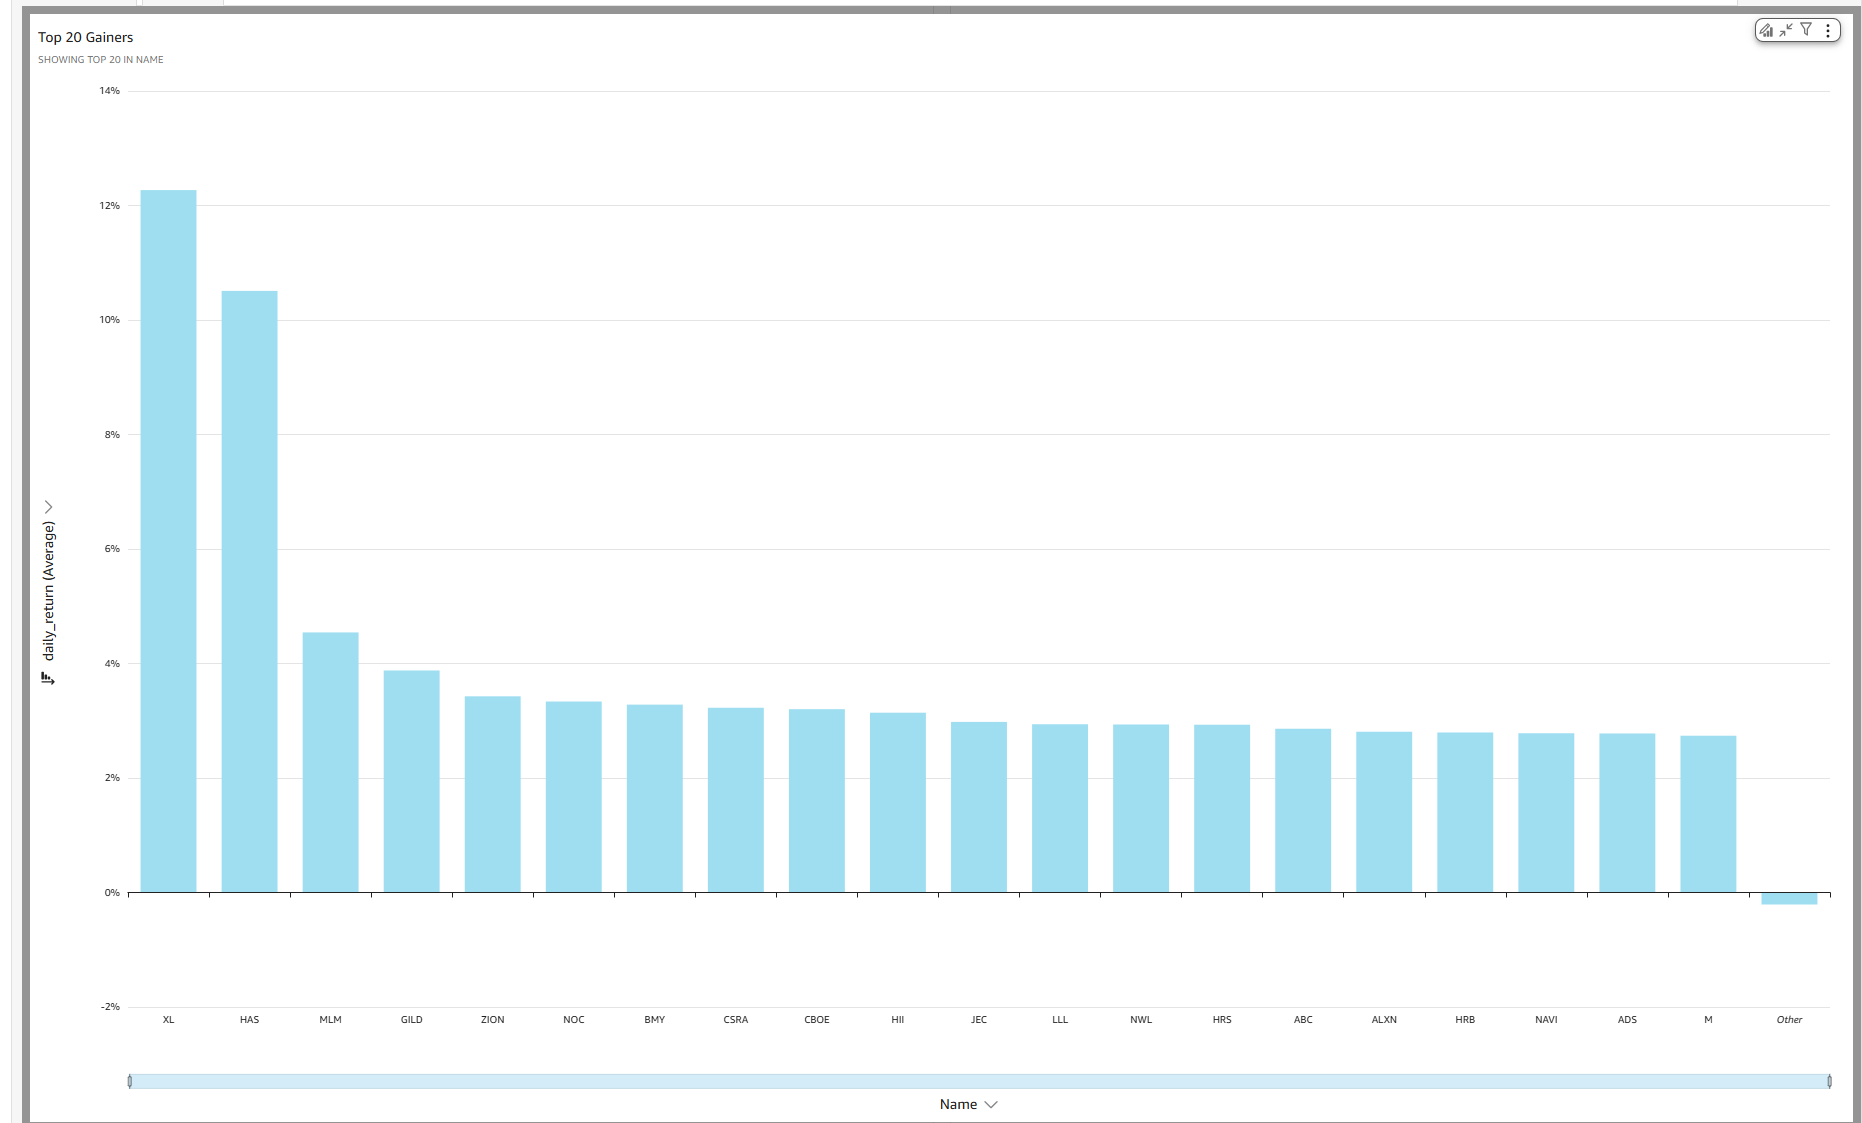 Top 20 Gainers
SHOWING TOP 20 IN NAME
14%
12%
10%
8%
6%
4%
2%
0%
-2%
daily_return (Average)
XL HAS MLM GILD ZION NOC BMY CSRA CBOE HII JEC LLL NWL HRS ABC ALXN HRB NAVI ADS M Other
Name